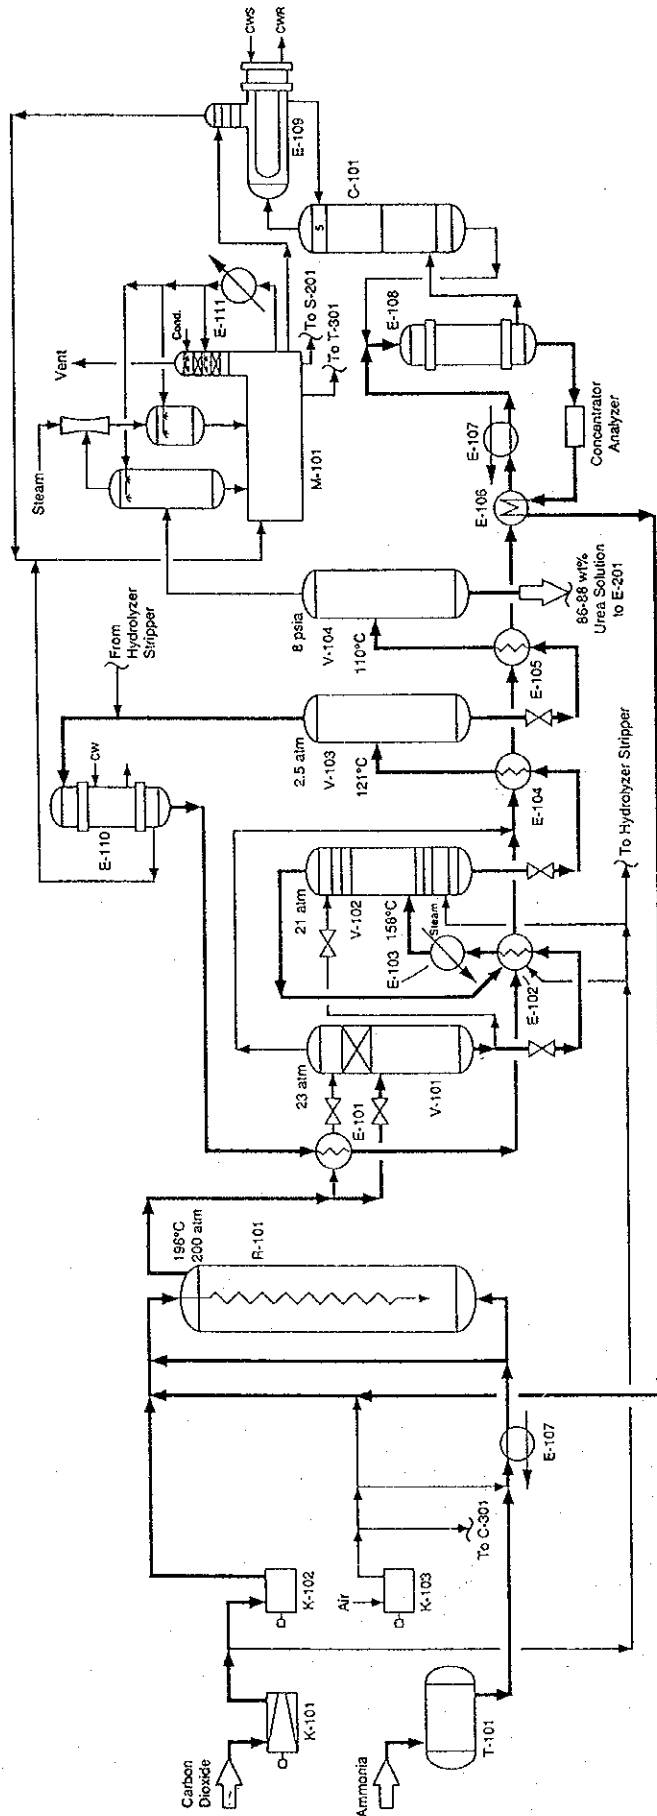 Carbon
Dioxide
K-101
K-102
Ammonia
T-101
Air
K-103
To C-301
E-107
196°C
200 atm
R-101
E-101
23 atm
V-101
21 atm
V-102
158°C
Steam
E-103
E-102
To Hydrolyzer Stripper
E-110
CW
From
Hydrolyzer
Stripper
2.5 atm
V-103
121°C
E-104
8 psia
V-104
110°C
E-105
86-88 wt%
Urea Solution
to E-201
E-106
E-107
Concentrator
Analyzer
E-108
Steam
Vent
Cond.
E-111
M-101
To S-201
To T-301
C-101
S
E-109
CWS
CWR